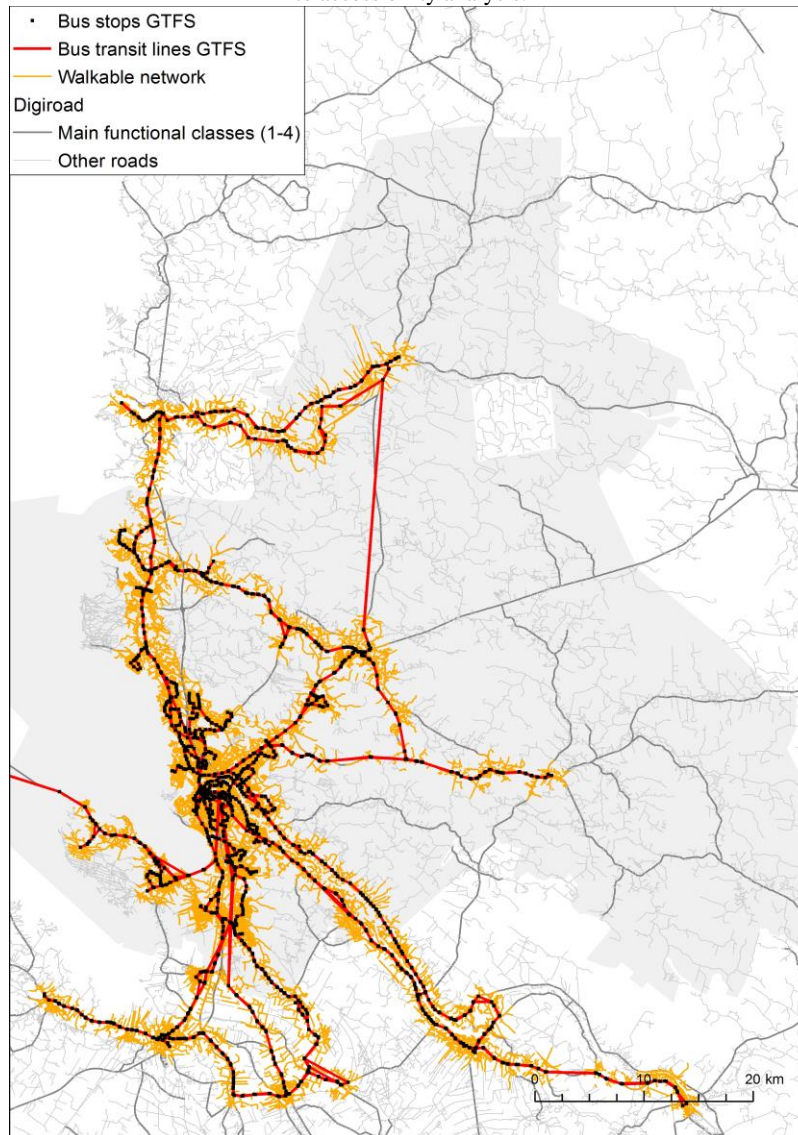 Bus stops GTFS
Bus transit lines GTFS
Walkable network
Digiroad
Main functional classes (1-4)
Other roads
0 10 20 km